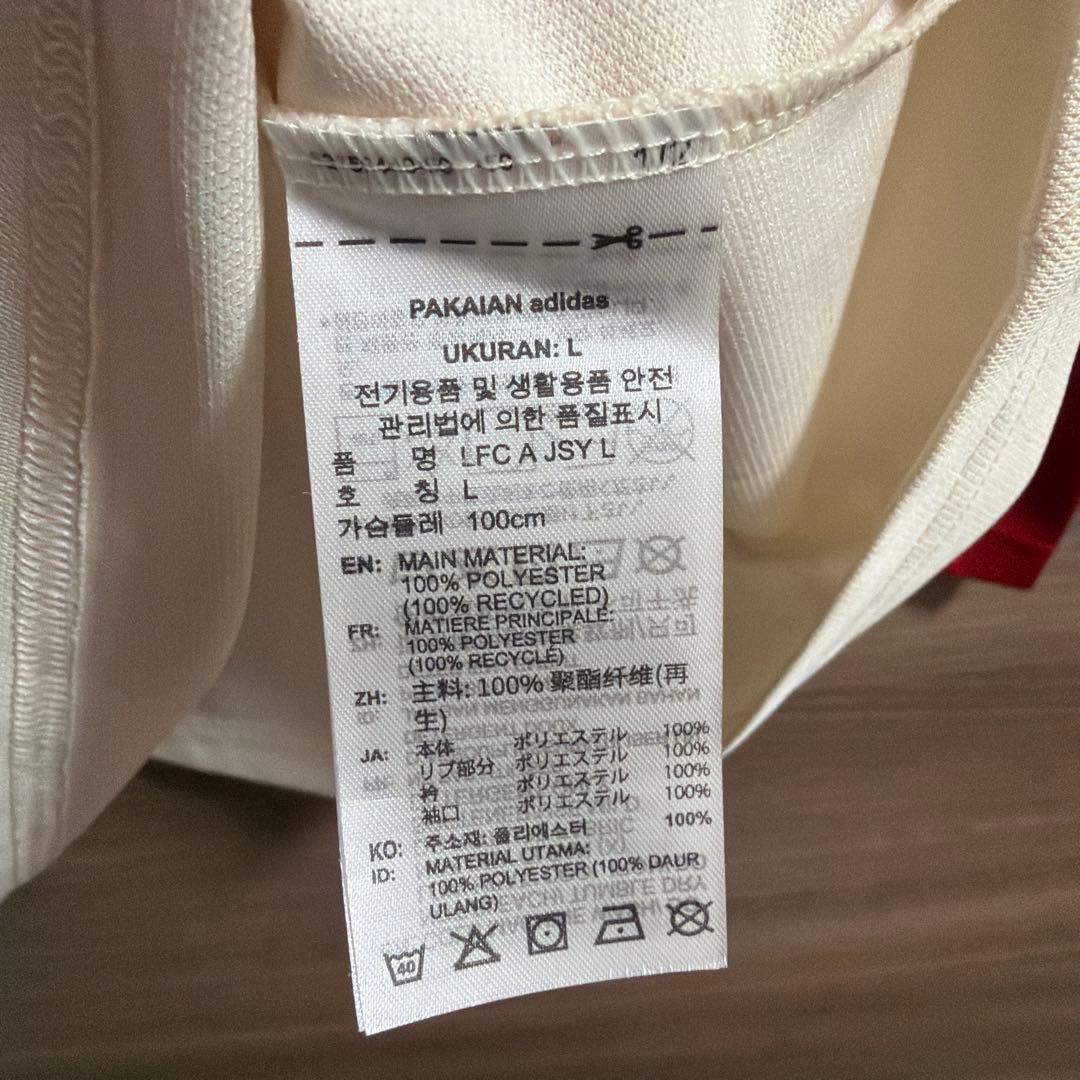 PAKAIAN adidas
UKURAN: L
전기용품 및 생활용품 안전
관리법에 의한 품질표시
품 명 LFC A JSY L
호 칭 L
가슴둘레 100cm
EN: MAIN MATERIAL:
100% POLYESTER
(100% RECYCLED)
FR: MATIERE PRINCIPALE:
100% POLYESTER
(100% RECYCLÉ)
ZH: 主料: 100% 聚酯纤维(再
生)
JA: 本体 ポリエステル 100%
リブ部分 ポリエステル 100%
衿 ポリエステル 100%
袖口 ポリエステル 100%
KO: 주소재: 폴리에스터 100%
ID: MATERIAL UTAMA:
100% POLYESTER (100% DAUR
ULANG)
40